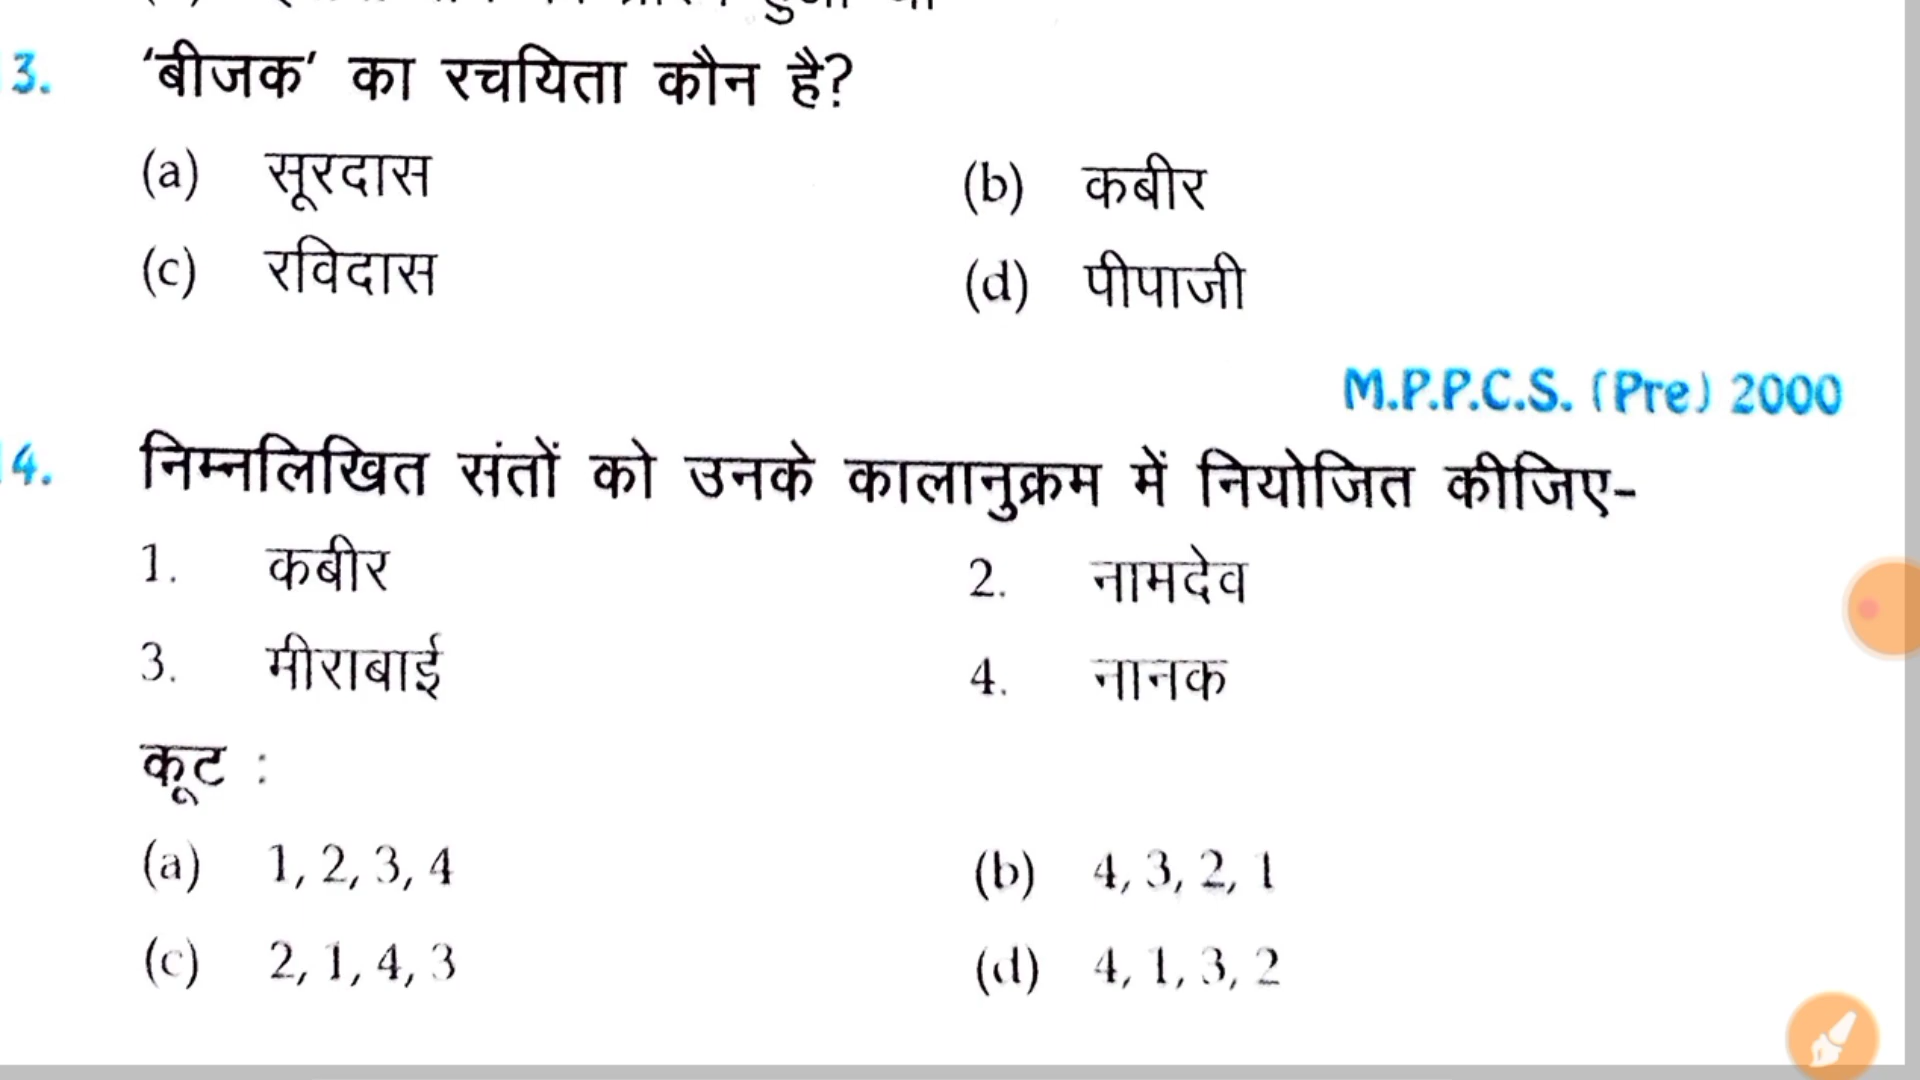 3. ‘बीजक’ का रचयिता कौन है?
(a) सूरदास (b) कबीर
(c) रविदास (d) पीपाजी
M.P.P.C.S. (Pre) 2000
4. निम्नलिखित संतों को उनके कालानुक्रम में नियोजित कीजिए-
1. कबीर 2. नामदेव
3. मीराबाई 4. नानक
कूट :
(a) 1, 2, 3, 4 (b) 4, 3, 2, 1
(c) 2, 1, 4, 3 (d) 4, 1, 3, 2